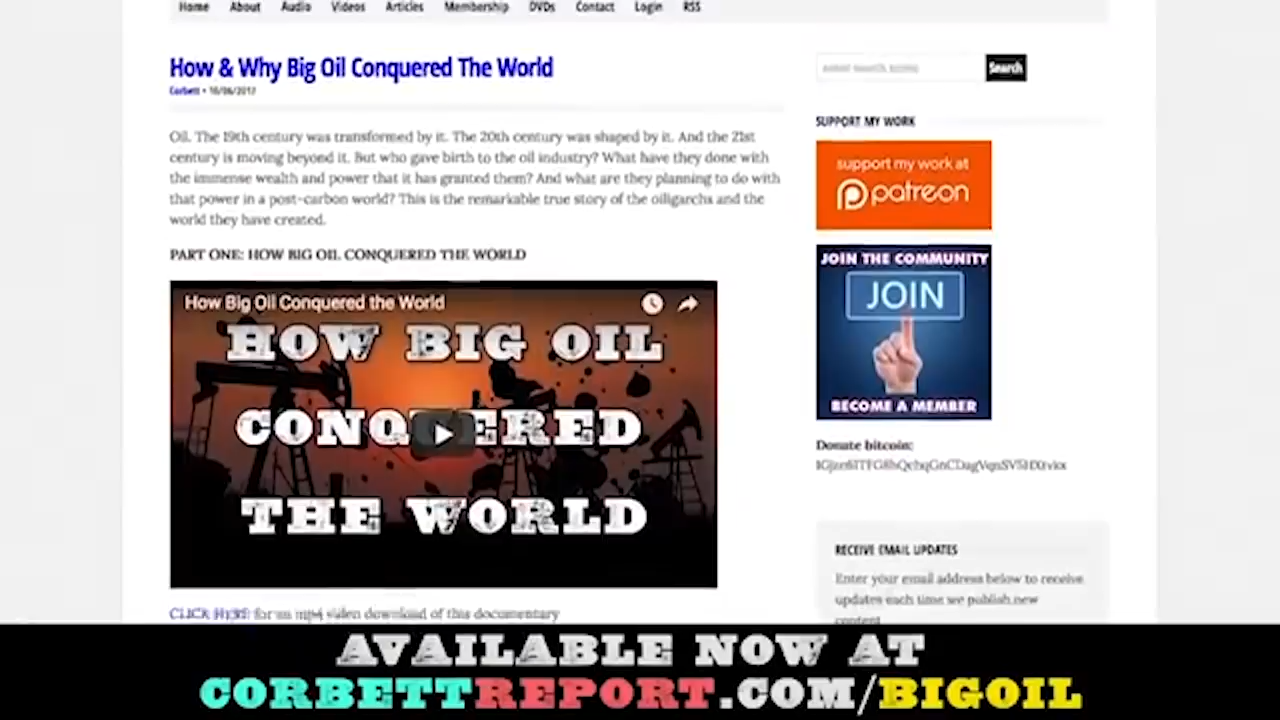 Home About Audio Videos Articles Membership DVDs Contact Login RSS
How & Why Big Oil Conquered The World
Corbett • 10/06/2017
Oil. The 19th century was transformed by it. The 20th century was shaped by it. And the 21st
century is moving beyond it. But who gave birth to the oil industry? What have they done with
the immense wealth and power that it has granted them? And what are they planning to do with
that power in a post-carbon world? This is the remarkable true story of the oiligarchs and the
world they have created.
PART ONE: HOW BIG OIL CONQUERED THE WORLD
How Big Oil Conquered the World
HOW BIG OIL
CONQUERED
THE WORLD
CLICK HERE for an mp4 video download of this documentary
Search
SUPPORT MY WORK
support my work at
patreon
JOIN THE COMMUNITY
JOIN
BECOME A MEMBER
Donate bitcoin:
RECEIVE EMAIL UPDATES
Enter your email address below to receive
updates each time we publish new
content
AVAILABLE NOW AT
CORBETTREPORT.COM/BIGOIL